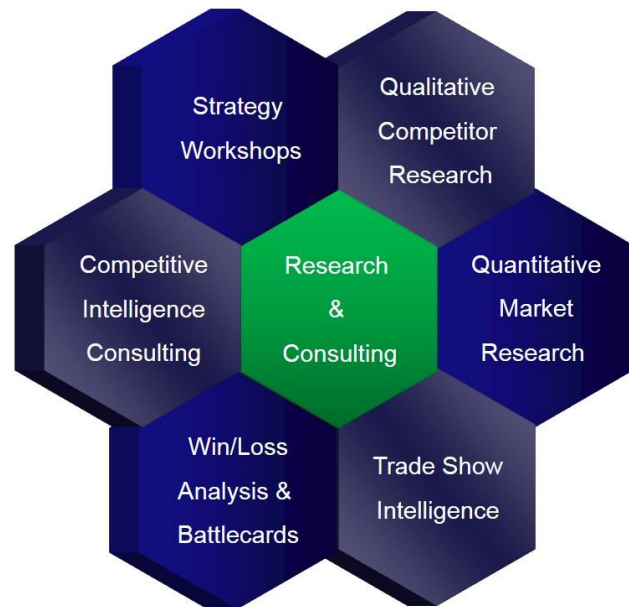 Strategy
Workshops
Qualitative
Competitor
Research
Competitive
Intelligence
Consulting
Research
&
Consulting
Quantitative
Market
Research
Win/Loss
Analysis &
Battlecards
Trade Show
Intelligence